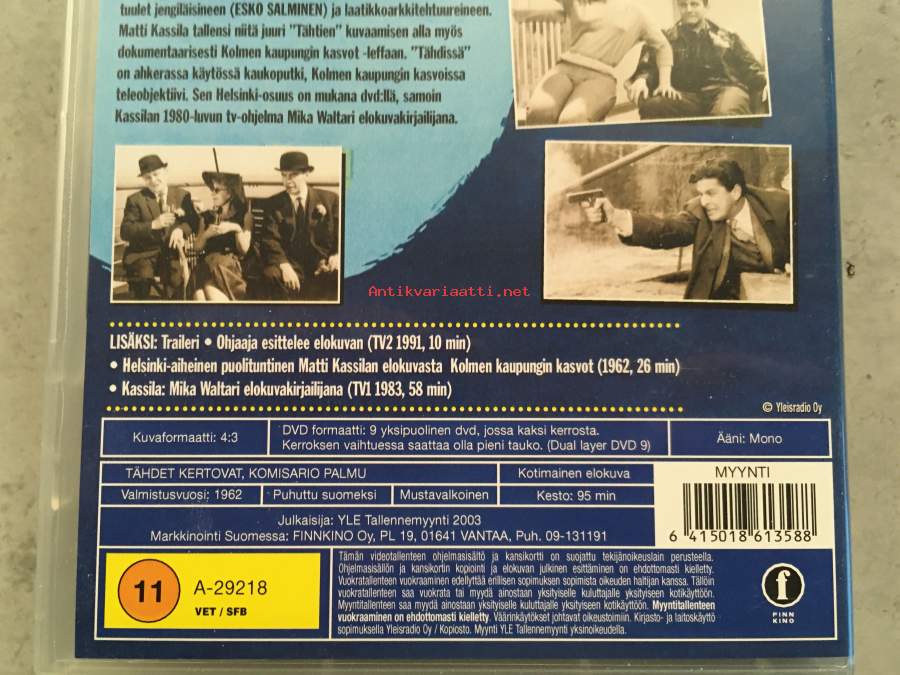 tuulet jengiläisineen (ESKO SALMINEN) ja laatikkoarkkitehtuureineen.
Matti Kassila tallensi niitä juuri "Tähtien" kuvaamisen alla myös
dokumentaarisesti Kolmen kaupungin kasvot -leffaan. "Tähdissä"
on ahkerassa käytössä kaukoputki, Kolmen kaupungin kasvoissa
teleobjektiivi. Sen Helsinki-osuus on mukana dvd:llä, samoin
Kassilan 1980-luvun tv-ohjelma Mika Waltari elokuvakirjailijana.
Antikvariaatti.net
LISÄKSI: Traileri • Ohjaaja esittelee elokuvan (TV2 1991, 10 min)
• Helsinki-aiheinen puolituntinen Matti Kassilan elokuvasta Kolmen kaupungin kasvot (1962, 26 min)
• Kassila: Mika Waltari elokuvakirjailijana (TV1 1983, 58 min)
© Yleisradio Oy
Kuvaformaatti: 4:3
DVD formaatti: 9 yksipuolinen dvd, jossa kaksi kerrosta.
Kerroksen vaihtuessa saattaa olla pieni tauko. (Dual layer DVD 9)
Ääni: Mono
TÄHDET KERTOVAT, KOMISARIO PALMU
Kotimainen elokuva
Valmistusvuosi: 1962
Puhuttu suomeksi
Mustavalkoinen
Kesto: 95 min
MYYNTI
6 415018 613588
Julkaisija: YLE Tallennemyynti 2003
Markkinointi Suomessa: FINNKINO Oy, PL 19, 01641 VANTAA, Puh. 09-131191
11
A-29218
VET / SFB
Tämän videotallenteen ohjelmasisältö ja kansikortti on suojattu tekijänoikeuslain perusteella.
Ohjelmasisällön ja kansikortin kopiointi ja elokuvan julkinen esittäminen on ehdottomasti kielletty.
Vuokratallenteen vuokraaminen edellyttää erillisen sopimuksen sopimista oikeuden haltijan kanssa. Tällöin
vuokratallenteen saa vuokrata tai myydä ainostaan yksityiselle kuluttajalle yksityiseen kotikäyttöön.
Myyntitallenteen saa myydä ainostaan yksityiselle kuluttajalle yksityiseen kotikäyttöön. Myyntitallenteen
vuokraaminen on ehdottomasti kielletty. Väärinkäytökset johtavat oikeustoimiin. Kirjasto- ja laitoskäyttö
sopimuksella Yleisradio Oy / Kopiosto. Myynti YLE Tallennemyynti yksinoikeudella.
f
FINN
KINO